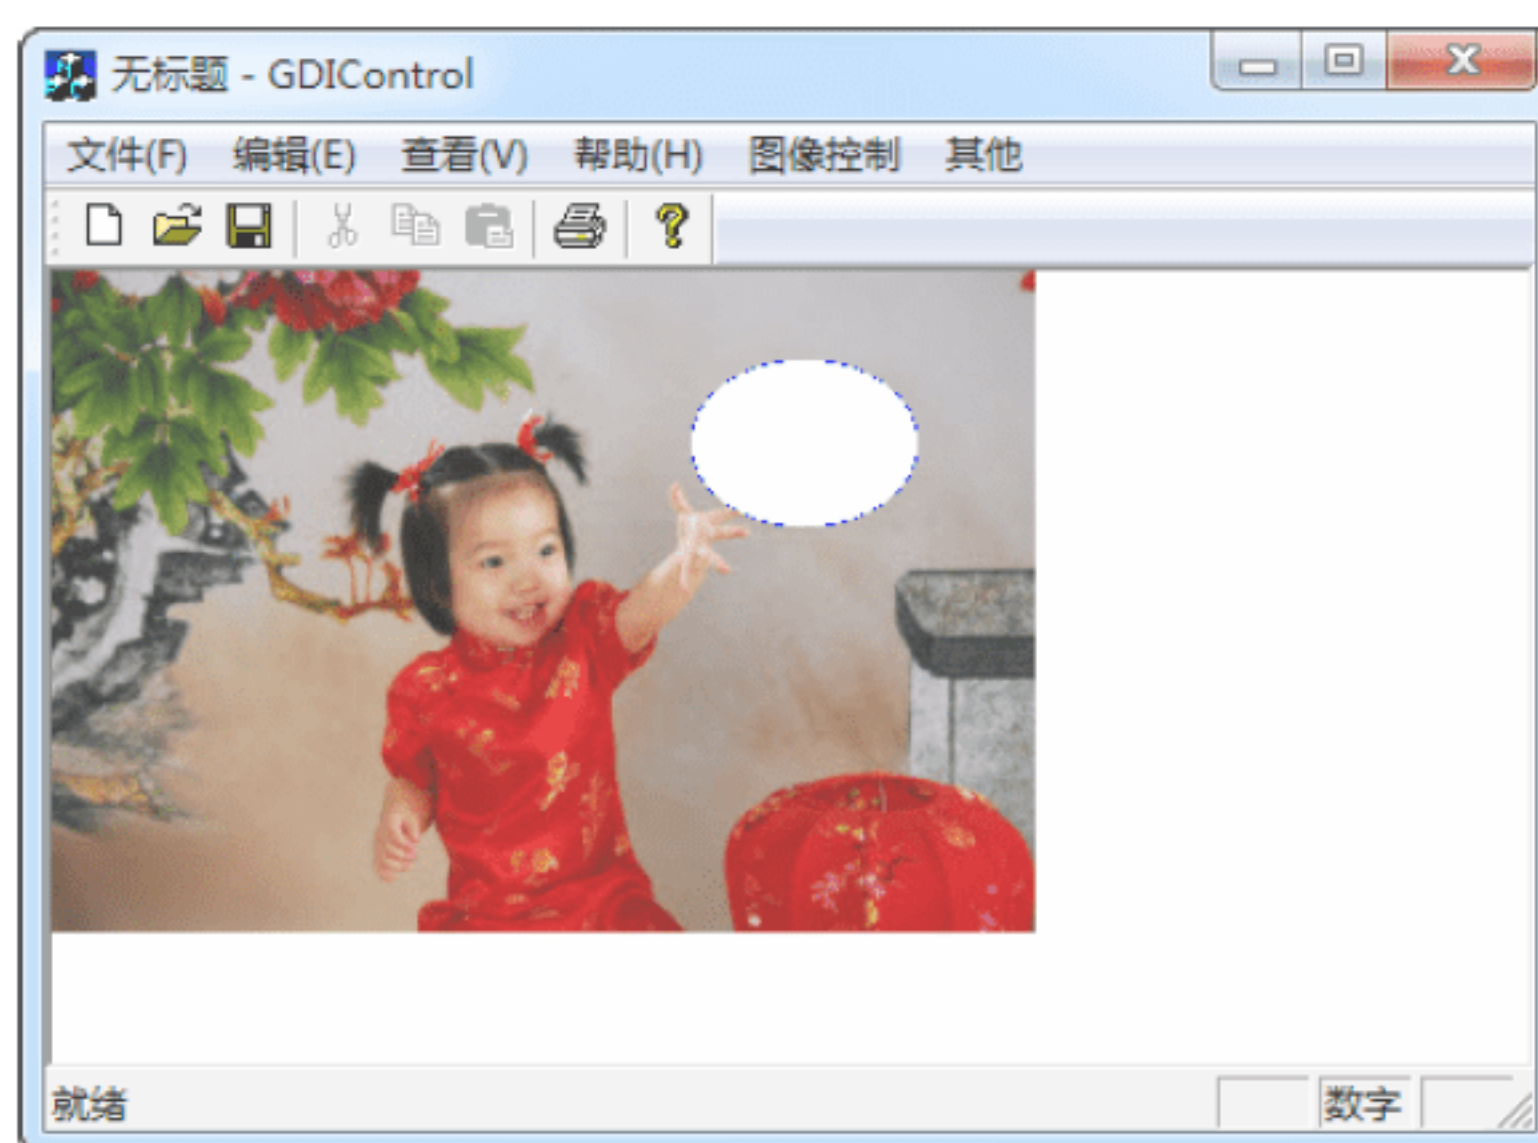 无标题 - GDIControl
文件(F) 编辑(E) 查看(V) 帮助(H) 图像控制 其他
就绪 数字